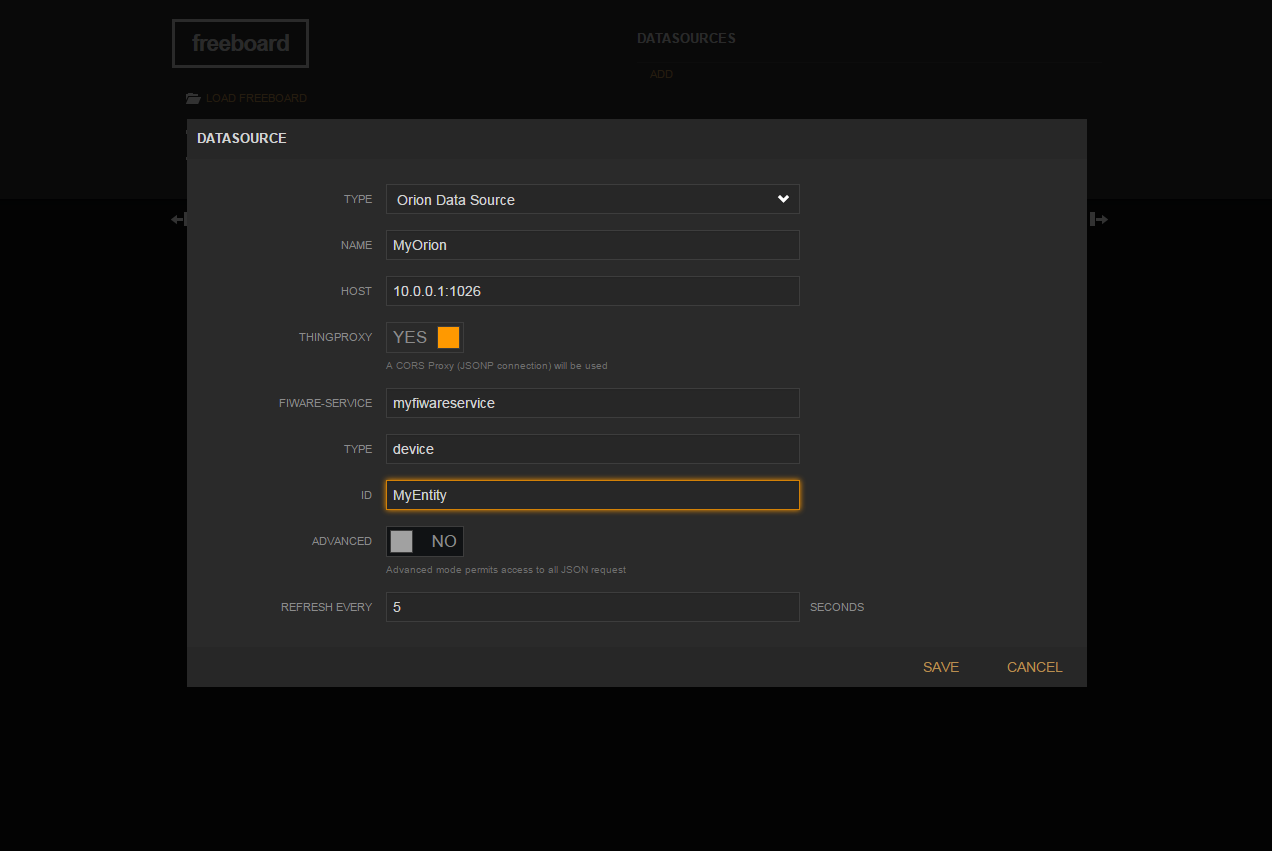 freeboard
DATASOURCES
ADD
LOAD FREEBOARD
DATASOURCE
TYPE Orion Data Source
NAME MyOrion
HOST 10.0.0.1:1026
THINGPROXY YES
A CORS Proxy (JSONP connection) will be used
FIWARE-SERVICE myfiwareservice
TYPE device
ID MyEntity
ADVANCED NO
Advanced mode permits access to all JSON request
REFRESH EVERY 5 SECONDS
SAVE CANCEL